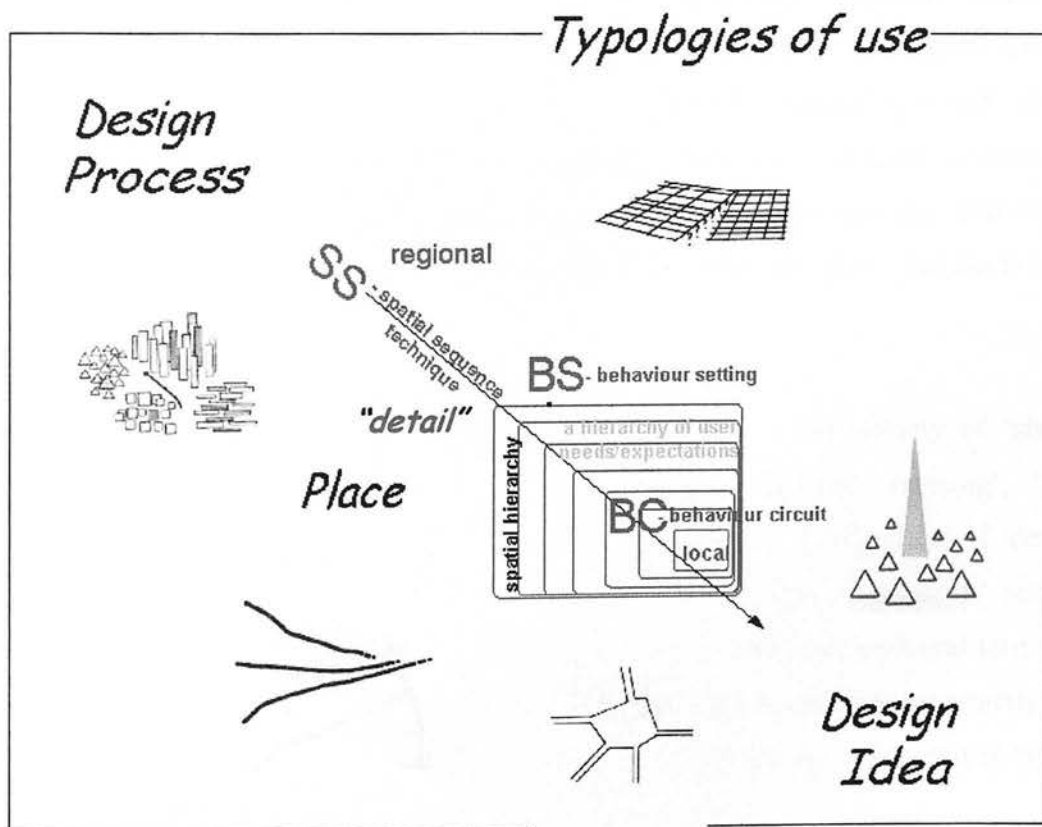 Typologies of use
Design
Process
regional
SS - spatial sequence
technique
BS - behaviour setting
"detail"
a hierarchy of user
needs/expectations
spatial hierarchy
Place
BC - behaviour circuit
local
Design
Idea